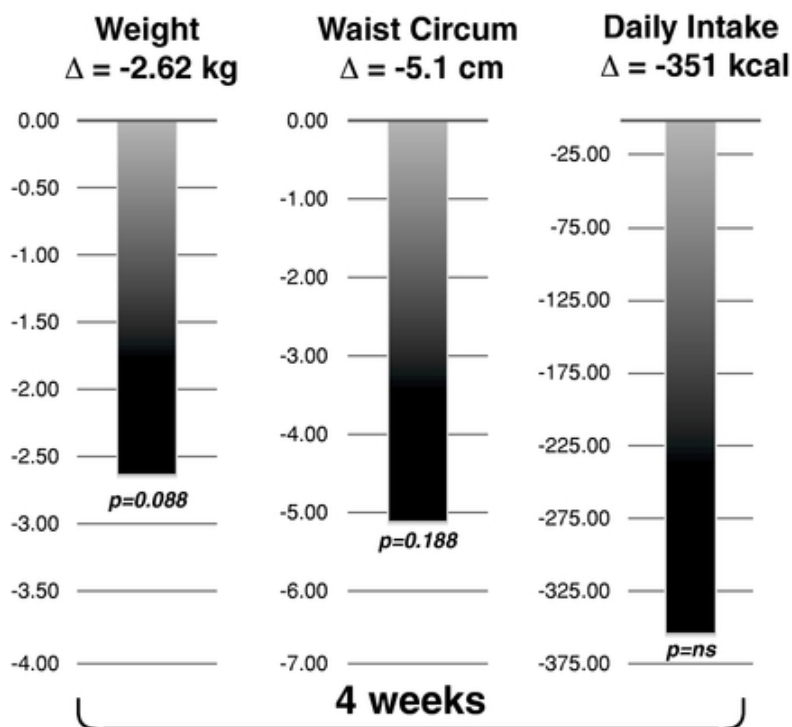 Weight
Δ = -2.62 kg
Waist Circum
Δ = -5.1 cm
Daily Intake
Δ = -351 kcal
0.00
-0.50
-1.00
-1.50
-2.00
-2.50
-3.00
-3.50
-4.00
p=0.088
0.00
-1.00
-2.00
-3.00
-4.00
-5.00
-6.00
-7.00
p=0.188
-25.00
-75.00
-125.00
-175.00
-225.00
-275.00
-325.00
-375.00
p=ns
4 weeks